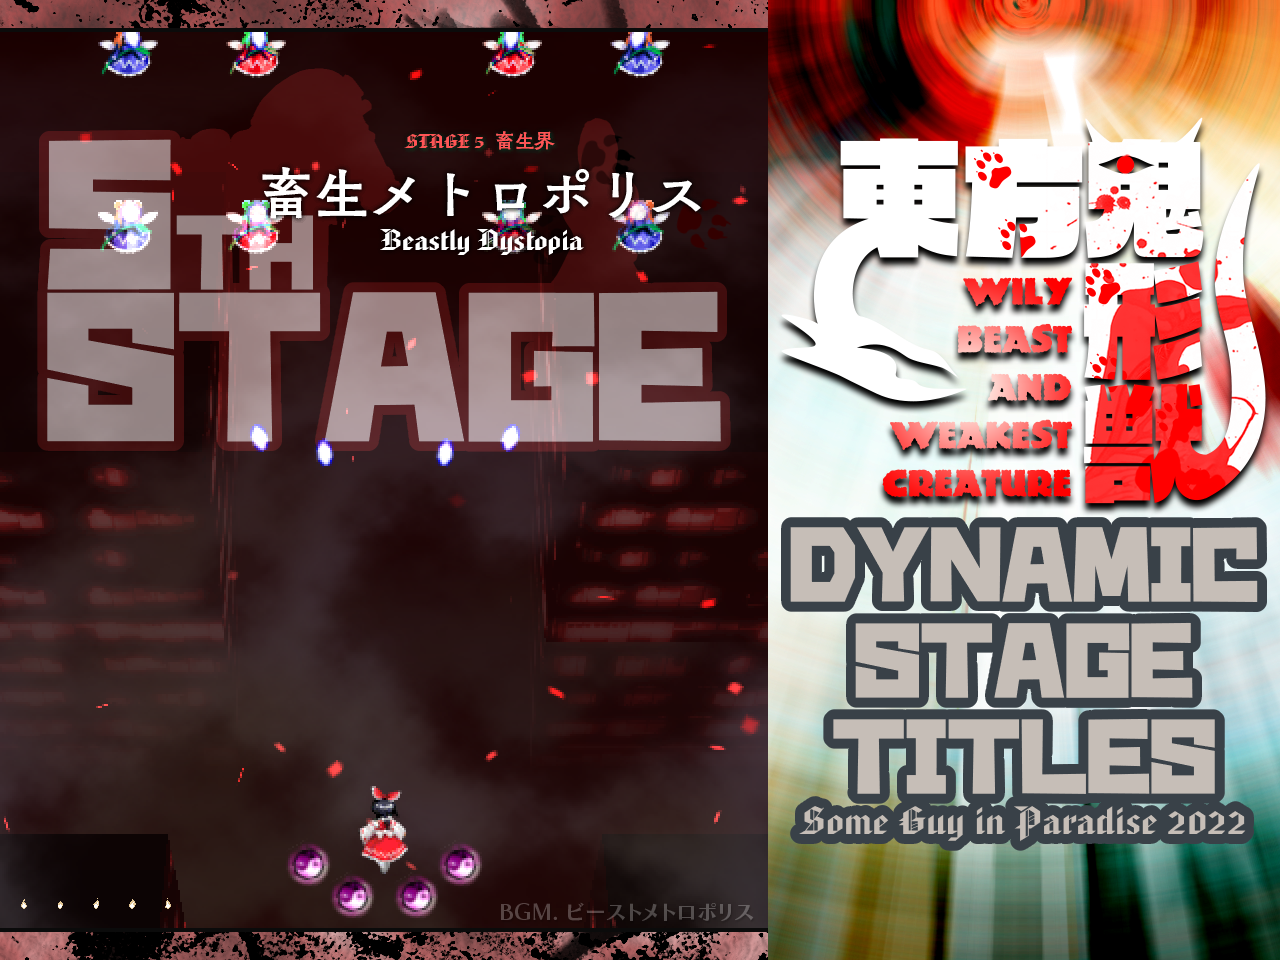 STAGE 5 畜生界
畜生メトロポリス
Beastly Dystopia
5TH
STAGE
BGM. ビーストメトロポリス
東方鬼
形
獣
WILY
BEAST
AND
WEAKEST
CREATURE
DYNAMIC
STAGE
TITLES
Some Guy in Paradise 2022